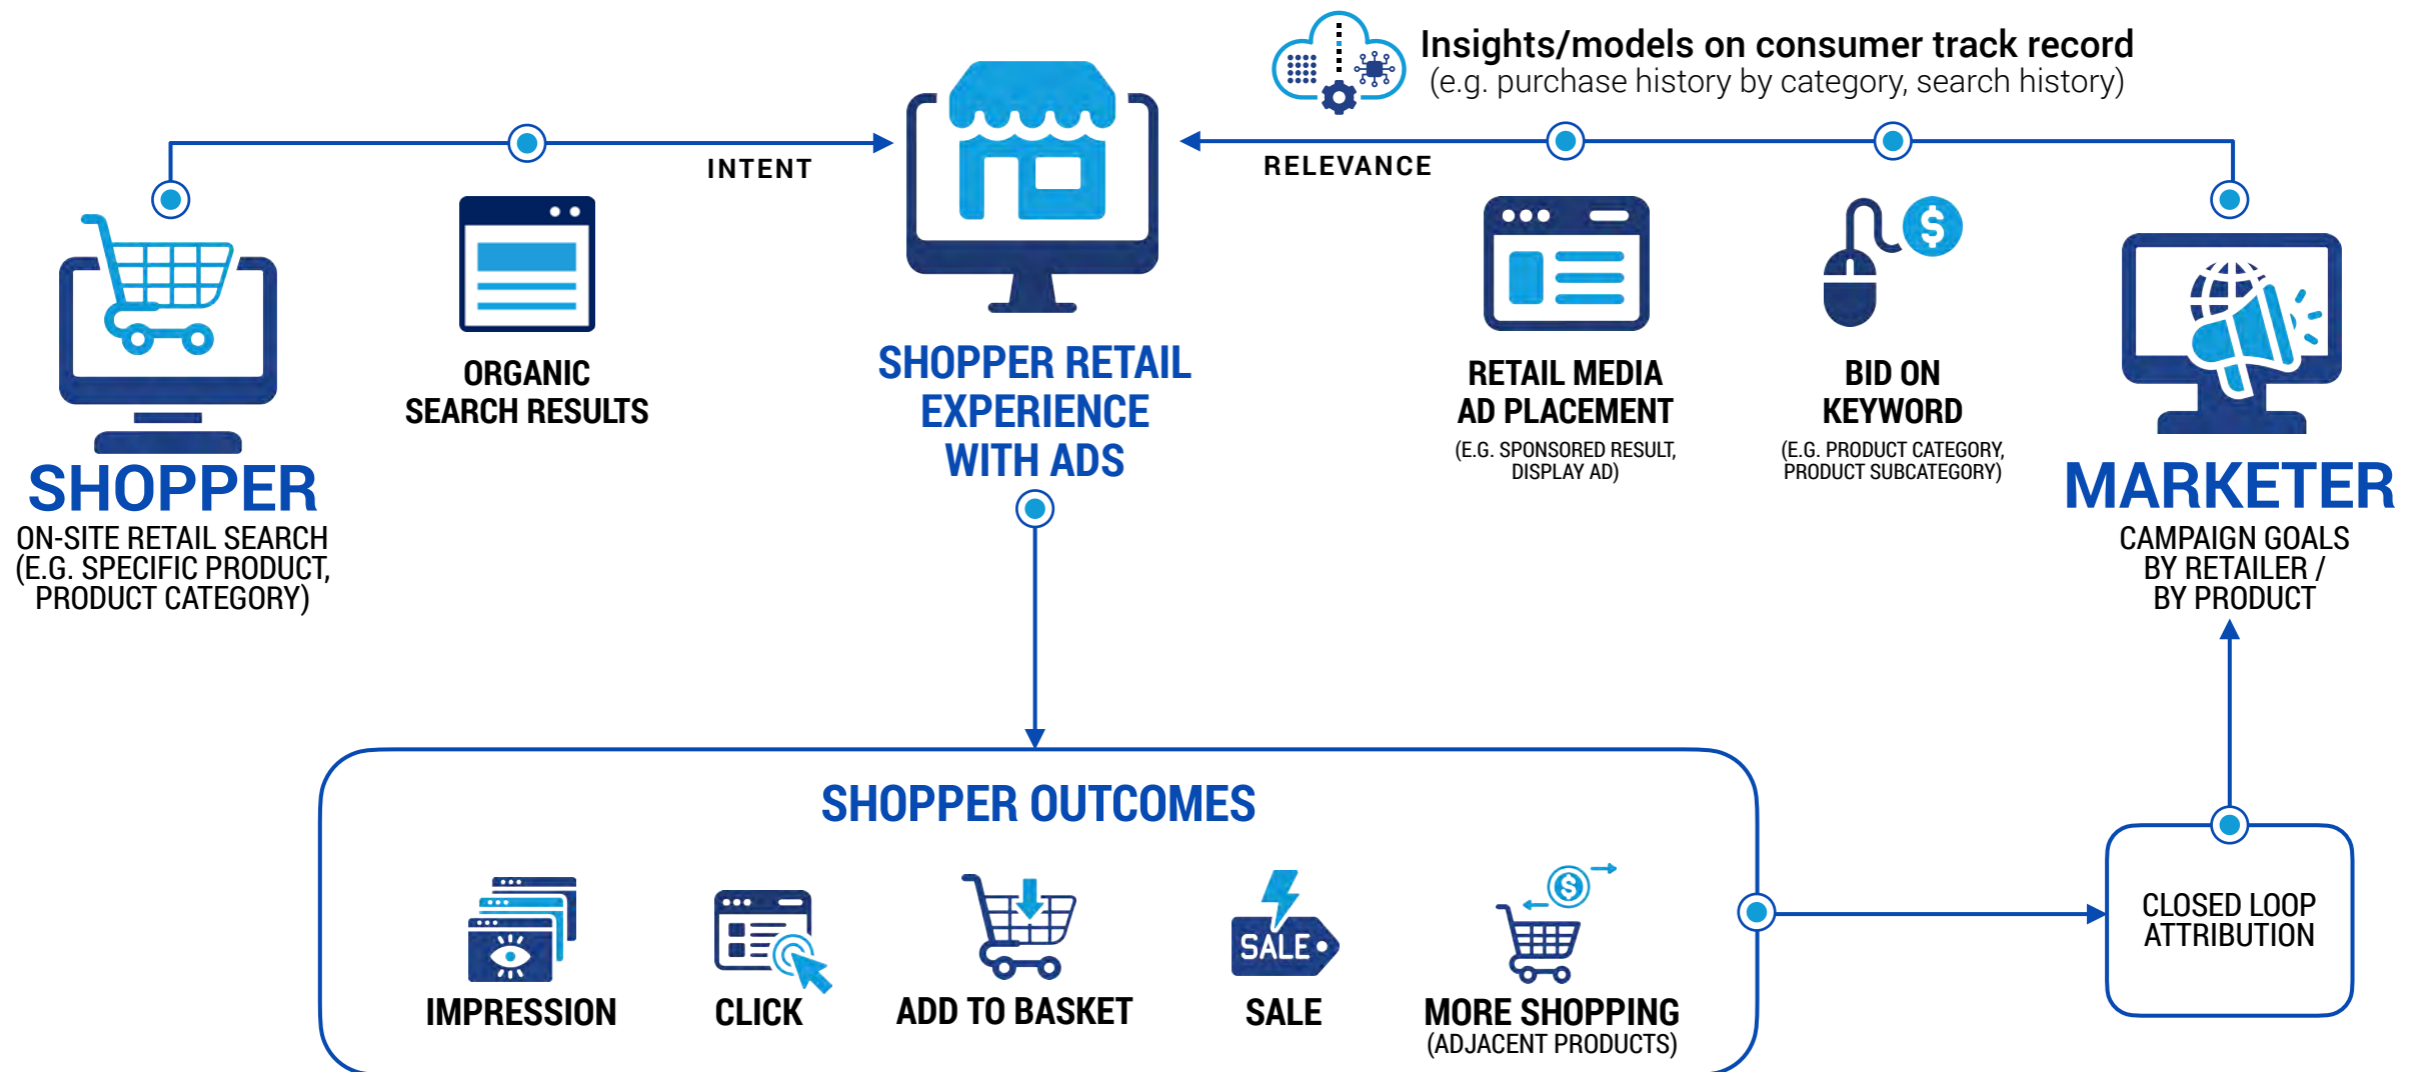 Insights/models on consumer track record
(e.g. purchase history by category, search history)
INTENT
RELEVANCE
SHOPPER
ON-SITE RETAIL SEARCH
(E.G. SPECIFIC PRODUCT,
PRODUCT CATEGORY)
ORGANIC
SEARCH RESULTS
SHOPPER RETAIL
EXPERIENCE
WITH ADS
RETAIL MEDIA
AD PLACEMENT
(E.G. SPONSORED RESULT,
DISPLAY AD)
$
BID ON
KEYWORD
(E.G. PRODUCT CATEGORY,
PRODUCT SUBCATEGORY)
MARKETER
CAMPAIGN GOALS
BY RETAILER /
BY PRODUCT
SHOPPER OUTCOMES
IMPRESSION
CLICK
ADD TO BASKET
SALE
SALE
$
MORE SHOPPING
(ADJACENT PRODUCTS)
CLOSED LOOP
ATTRIBUTION